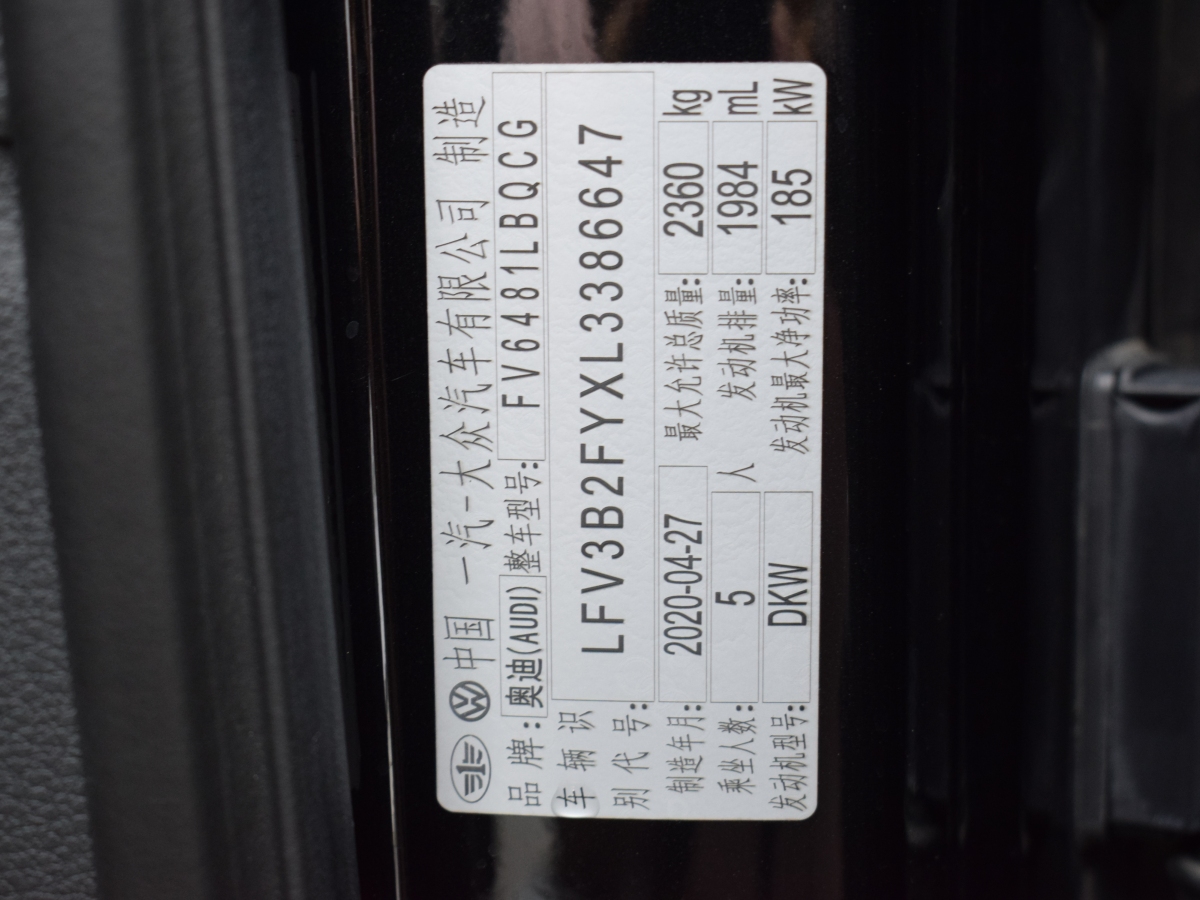 中国 一汽-大众汽车有限公司 制造
品牌: 奥迪(AUDI) 整车型号: FV6481LBQCG
车辆识别代号: LFV3B2FYXL3386647
制造年月: 2020-04-27 最大允许总质量: 2360 kg
乘坐人数: 5 人 发动机排量: 1984 mL
发动机型号: DKW 发动机最大净功率: 185 kW